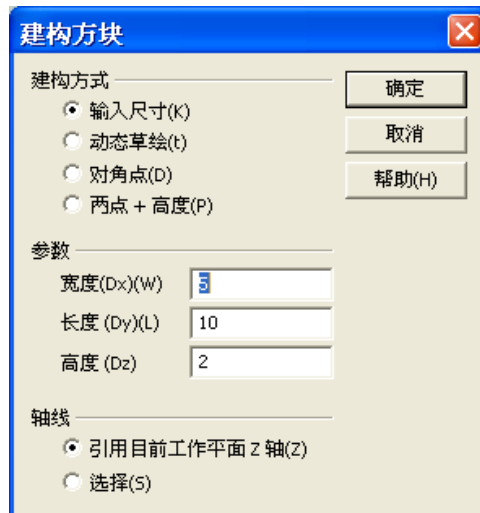 建构方块
建构方式
确定
输入尺寸(K)
取消
动态草绘(t)
对角点(D)
帮助(H)
两点 + 高度(P)
参数
宽度(Dx)(W) 5
长度 (Dy)(L) 10
高度 (Dz) 2
轴线
引用目前工作平面 Z 轴(Z)
选择(S)